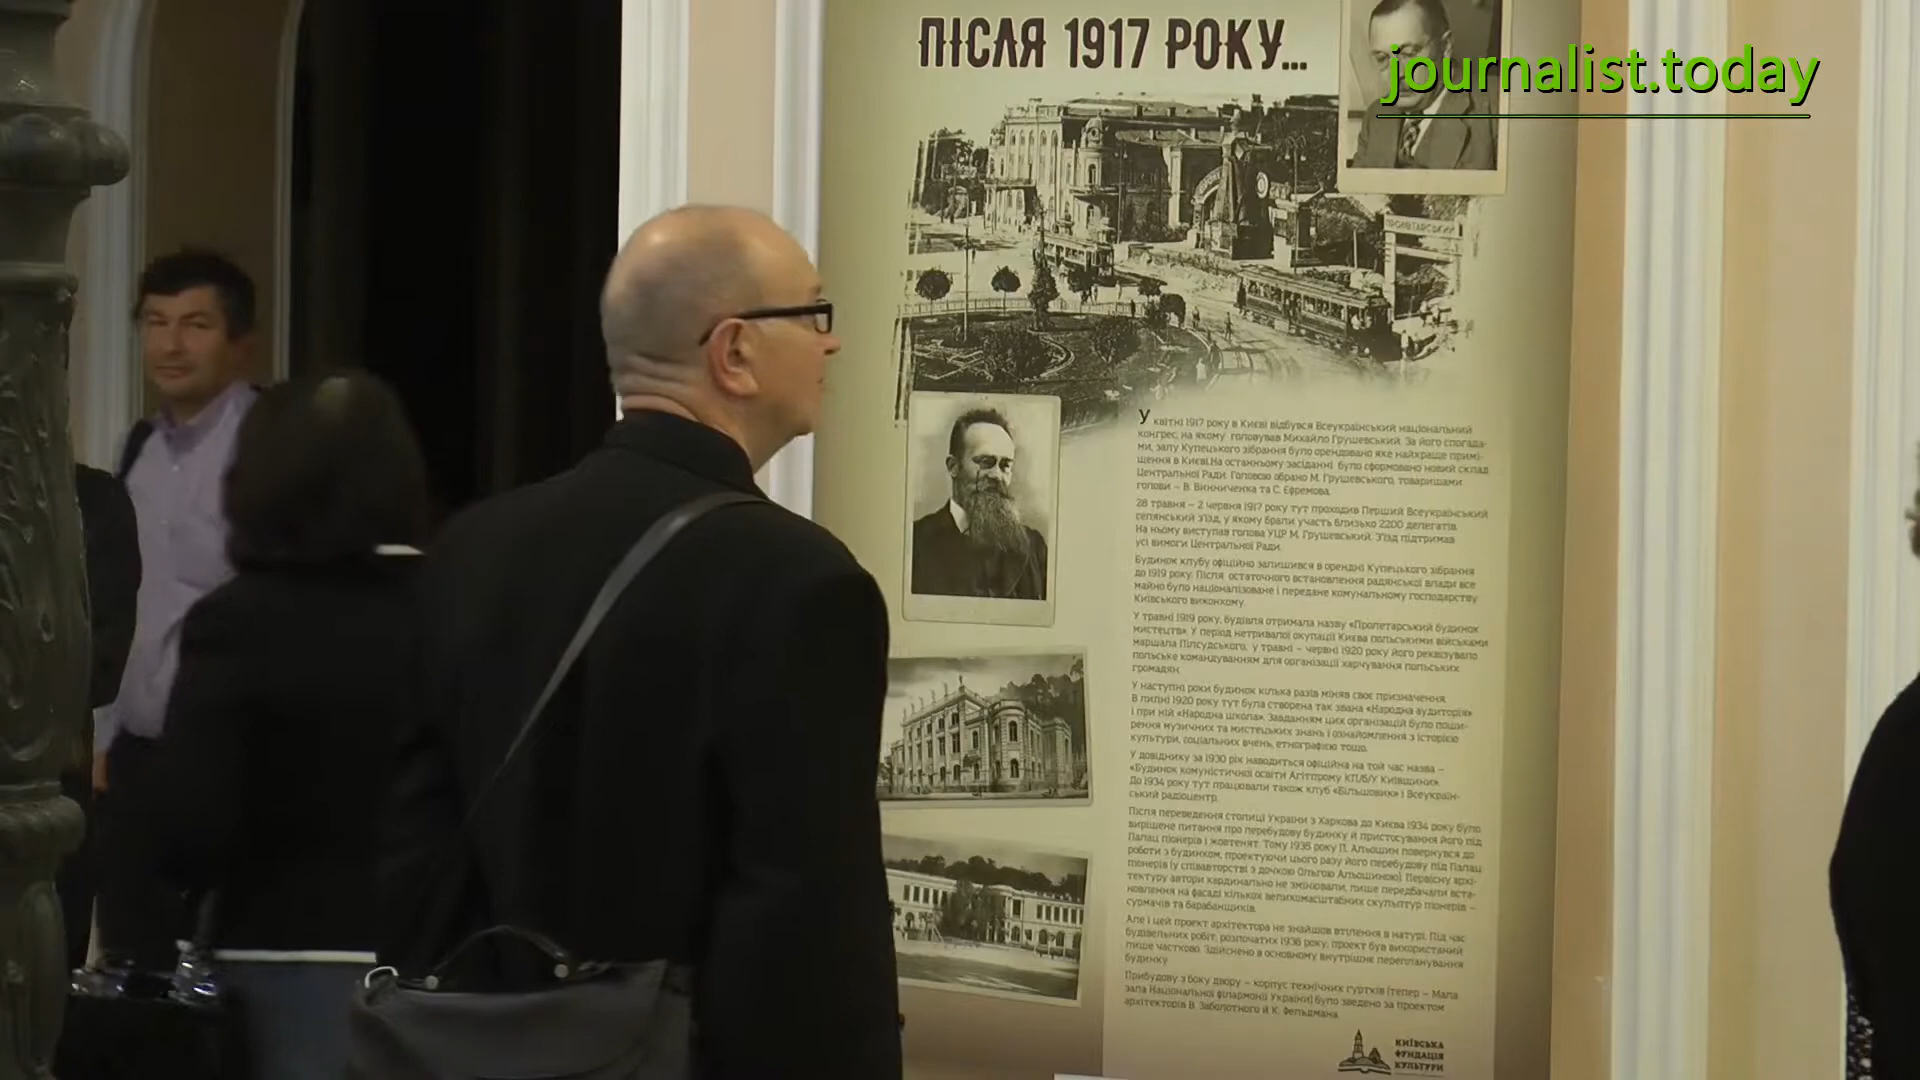 ПІСЛЯ 1917 РОКУ...
journalist.today
ПРОЛЕТАРСЬКИЙ
У квітні 1917 року в Києві відбувся Всеукраїнський національний
конгрес, на якому головував Михайло Грушевський. За його спогада-
ми, залу Купецького зібрання було орендовано яке найкраще примі-
щення в Києві.На останньому засіданні було сформовано новий склад
Центральної Ради. Головою обрано М. Грушевського, товаришами
голови – В. Винниченка та С. Єфремова.
28 травня – 2 червня 1917 року тут проходив Перший Всеукраїнський
селянський з'їзд, у якому брали участь близько 2200 делегатів.
На ньому виступав голова УЦР М. Грушевський. З'їзд підтримав
усі вимоги Центральної Ради.
Будинок клубу офіційно залишився в оренді Купецького зібрання
до 1919 року. Після остаточного встановлення радянської влади все
майно було націоналізоване і передане комунальному господарству
Київського виконкому.
У травні 1919 року, будівля отримала назву «Пролетарський будинок
мистецтв». У період нетривалої окупації Києва польськими військами
маршала Пілсудського, у травні – червні 1920 року його реквізувало
польське командуванням для організації харчування польських
громадян.
У наступні роки будинок кілька разів міняв своє призначення.
В липні 1920 року тут була створена так звана «Народна аудиторія»
і при ній «Народна школа». Завданням цих організацій було поши-
рення музичних та мистецьких знань і ознайомлення з історією
культури, соціальних вчень, етнографією тощо.
У довіднику за 1930 рік наводиться офіційна на той час назва –
«Будинок комуністичної освіти Агітпрому КП/б/У Київщини».
До 1934 року тут працювали також клуб «Більшовик» і Всеукраїн-
ський радіоцентр.
Після переведення столиці України з Харкова до Києва 1934 року було
вирішене питання про перебудову будинку й пристосування його під
Палац піонерів і жовтенят. Тому 1935 року П. Альошин повернувся до
роботи з будинком, проектуючи цього разу його перебудову під Палац
піонерів (у співавторстві з дочкою Ольгою Альошиною). Первісну архі-
тектуру автори кардинально не змінювали, лише передбачали вста-
новлення на фасаді кількох великомасштабних скульптур піонерів –
сурмачів та барабанщиків.
Але і цей проект архітектора не знайшов втілення в натурі. Під час
будівельних робіт, розпочатих 1936 року, проект був використаний
лише частково. Здійснено в основному внутрішнє перепланування
будинку.
Прибудову з боку двору – корпус технічних гуртків (тепер – Мала
зала Національної філармонії України) було зведено за проектом
архітекторів В. Заболотного й К. Фельдмана.
КИЇВСЬКА
ФУНДАЦІЯ
КУЛЬТУРИ